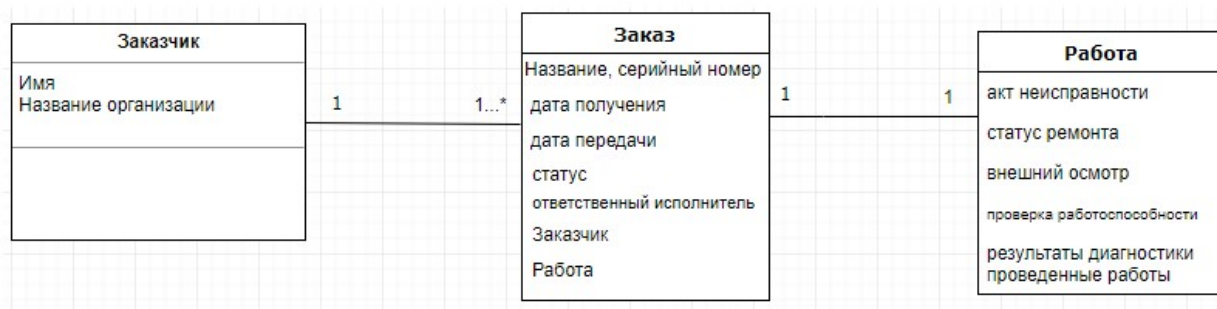 Заказчик
Имя
Название организации
1
1...*
Заказ
Название, серийный номер
дата получения
дата передачи
статус
ответственный исполнитель
Заказчик
Работа
1
1
Работа
акт неисправности
статус ремонта
внешний осмотр
проверка работоспособности
результаты диагностики
проведенные работы